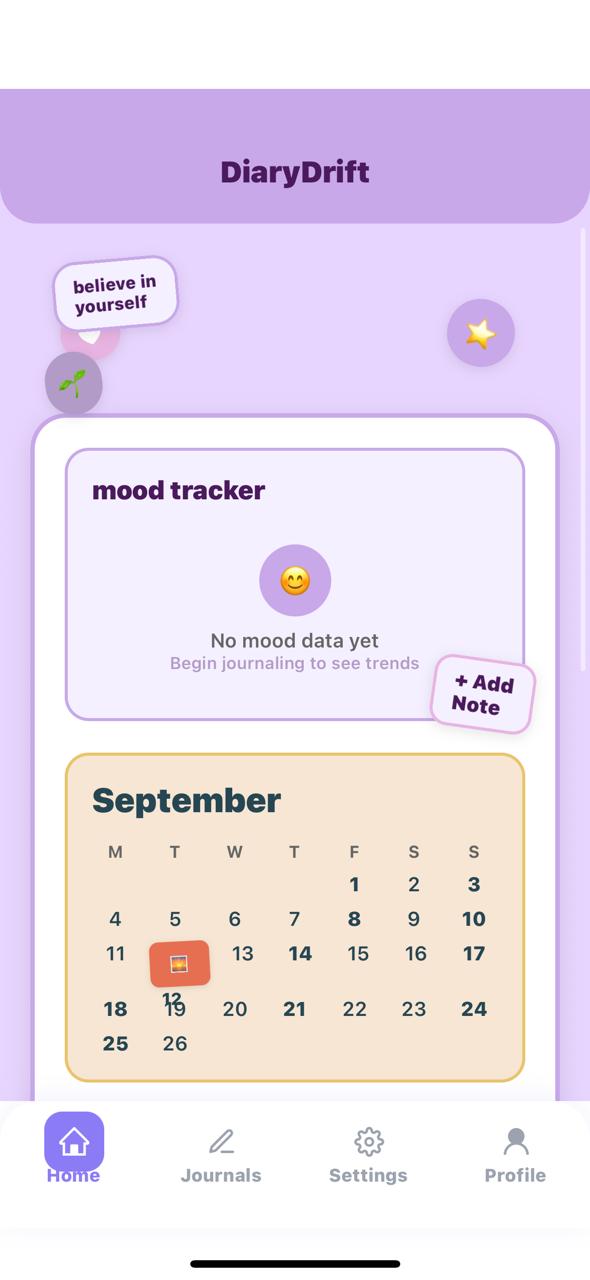 DiaryDrift
believe in
yourself
mood tracker
No mood data yet
Begin journaling to see trends
+ Add
Note
September
M T W T F S S
1 2 3
4 5 6 7 8 9 10
11 12 13 14 15 16 17
18 19 20 21 22 23 24
25 26
Home Journals Settings Profile